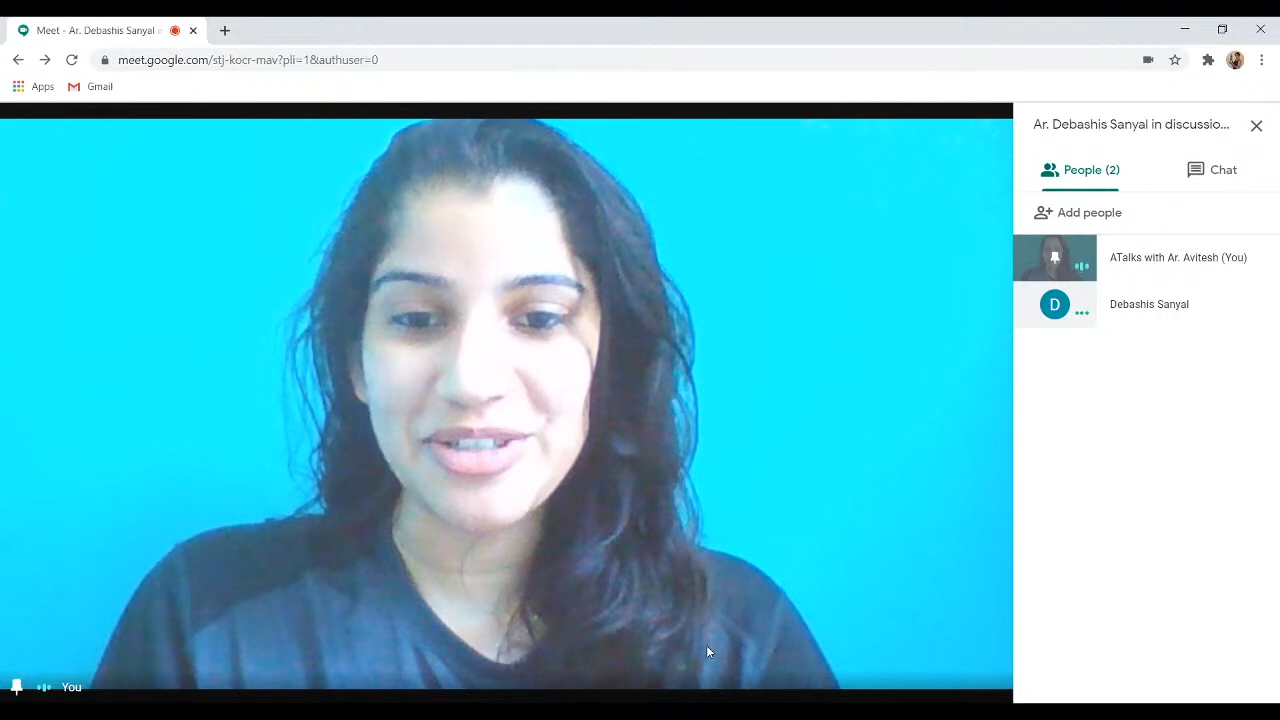 Meet - Ar. Debashis Sanyal i
meet.google.com/stj-kocr-mav?pli=1&authuser=0
Apps
Gmail
Ar. Debashis Sanyal in discussio...
People (2)
Chat
Add people
ATalks with Ar. Avitesh (You)
D
Debashis Sanyal
You